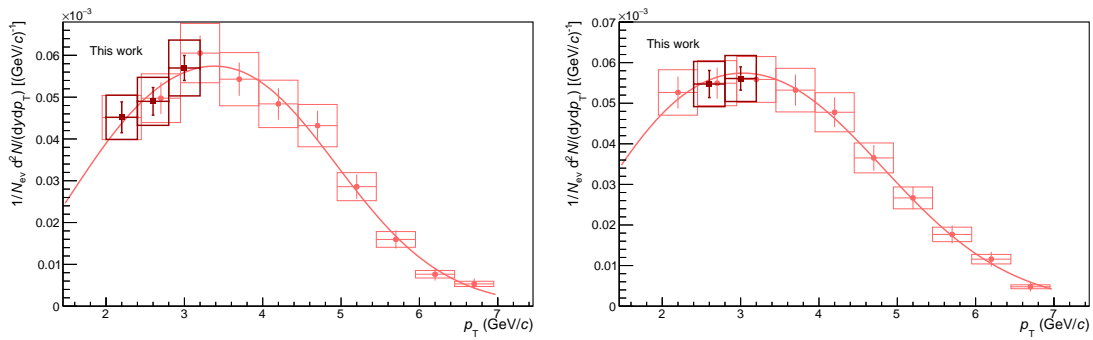 ×10⁻³
This work
1/N_ev d²N/(dydp_T) [(GeV/c)⁻¹]
0.06
0.05
0.04
0.03
0.02
0.01
0
2 3 4 5 6 7
p_T (GeV/c)
×10⁻³
This work
1/N_ev d²N/(dydp_T) [(GeV/c)⁻¹]
0.07
0.06
0.05
0.04
0.03
0.02
0.01
0
2 3 4 5 6 7
p_T (GeV/c)